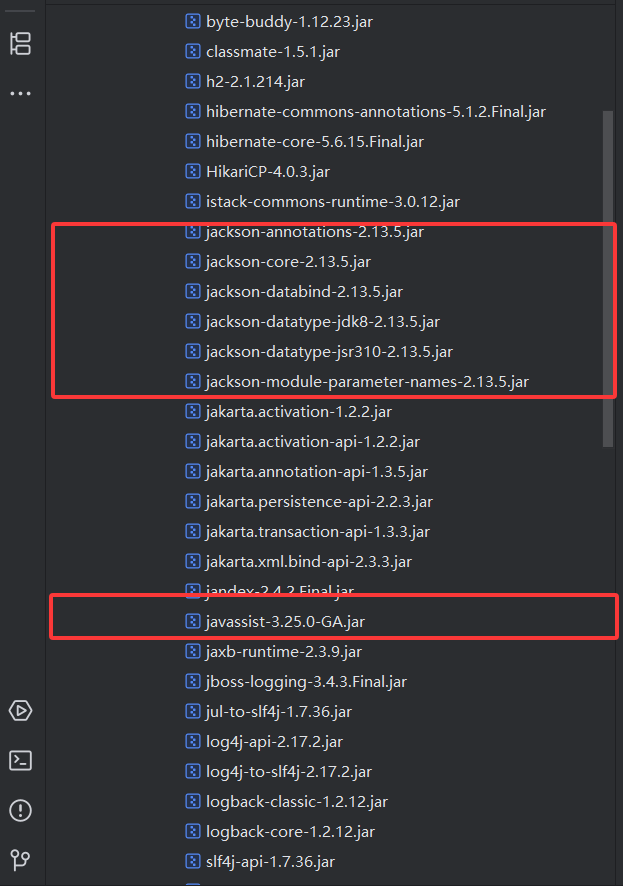 byte-buddy-1.12.23.jar
classmate-1.5.1.jar
h2-2.1.214.jar
hibernate-commons-annotations-5.1.2.Final.jar
hibernate-core-5.6.15.Final.jar
HikariCP-4.0.3.jar
istack-commons-runtime-3.0.12.jar
jackson-annotations-2.13.5.jar
jackson-core-2.13.5.jar
jackson-databind-2.13.5.jar
jackson-datatype-jdk8-2.13.5.jar
jackson-datatype-jsr310-2.13.5.jar
jackson-module-parameter-names-2.13.5.jar
jakarta.activation-1.2.2.jar
jakarta.activation-api-1.2.2.jar
jakarta.annotation-api-1.3.5.jar
jakarta.persistence-api-2.2.3.jar
jakarta.transaction-api-1.3.3.jar
jakarta.xml.bind-api-2.3.3.jar
jandex-2.4.2.Final.jar
javassist-3.25.0-GA.jar
jaxb-runtime-2.3.9.jar
jboss-logging-3.4.3.Final.jar
jul-to-slf4j-1.7.36.jar
log4j-api-2.17.2.jar
log4j-to-slf4j-2.17.2.jar
logback-classic-1.2.12.jar
logback-core-1.2.12.jar
slf4j-api-1.7.36.jar